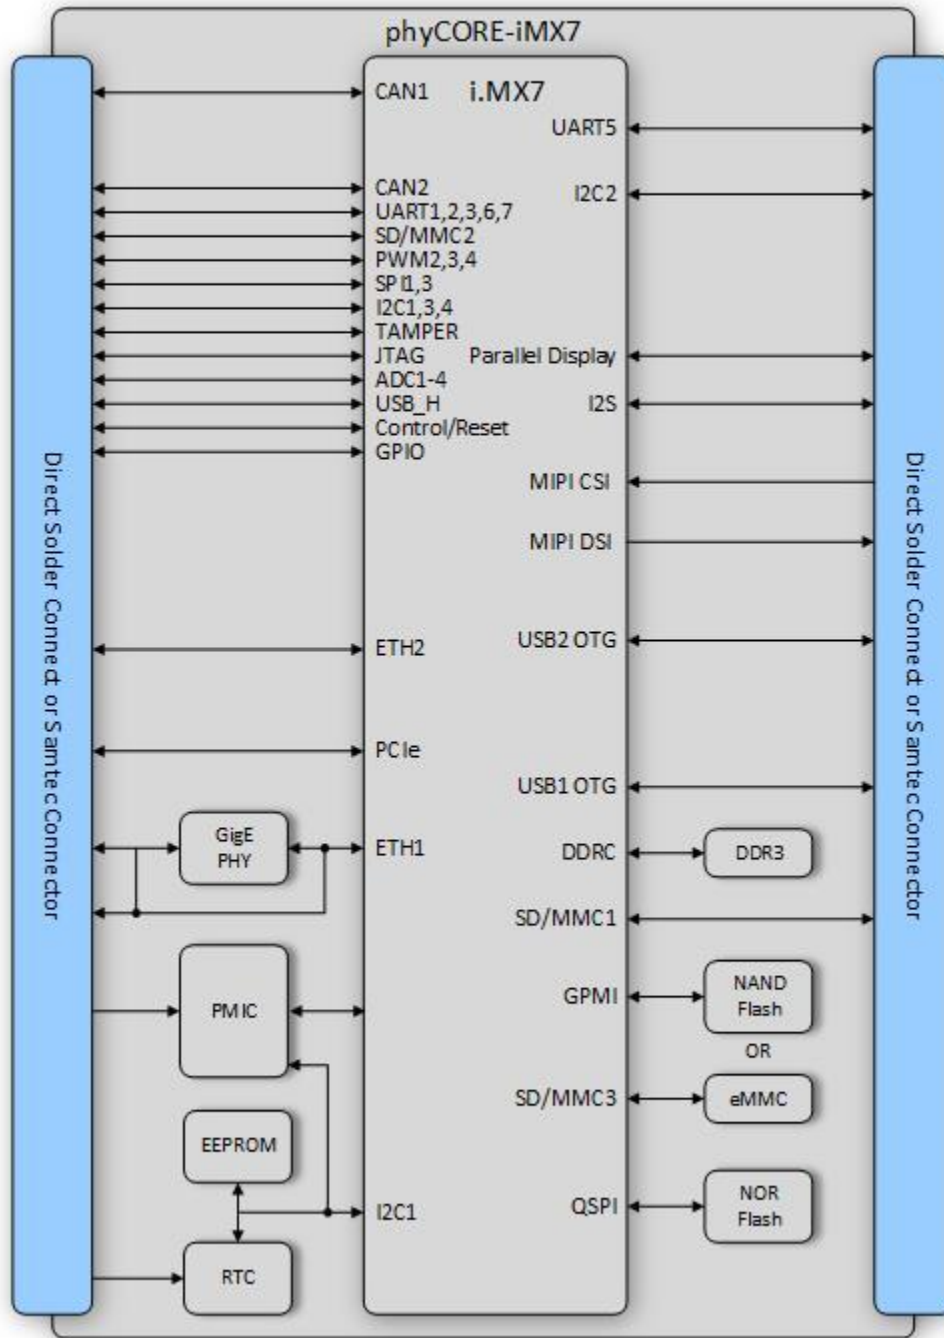 phyCORE-iMX7
i.MX7
CAN1
UART5
CAN2
I2C2
UART1,2,3,6,7
SD/MMC2
PWM2,3,4
SPI1,3
I2C1,3,4
TAMPER
JTAG
Parallel Display
ADC1-4
USB_H
I2S
Control/Reset
GPIO
MIPI CSI
MIPI DSI
ETH2
USB2 OTG
PCIe
USB1 OTG
GigE
PHY
ETH1
DDRC
DDR3
SD/MMC1
PMIC
GPMI
NAND
Flash
OR
SD/MMC3
eMMC
EEPROM
I2C1
QSPI
NOR
Flash
RTC
Direct Solder Connect or Samtec Connector
Direct Solder Connect or Samtec Connector